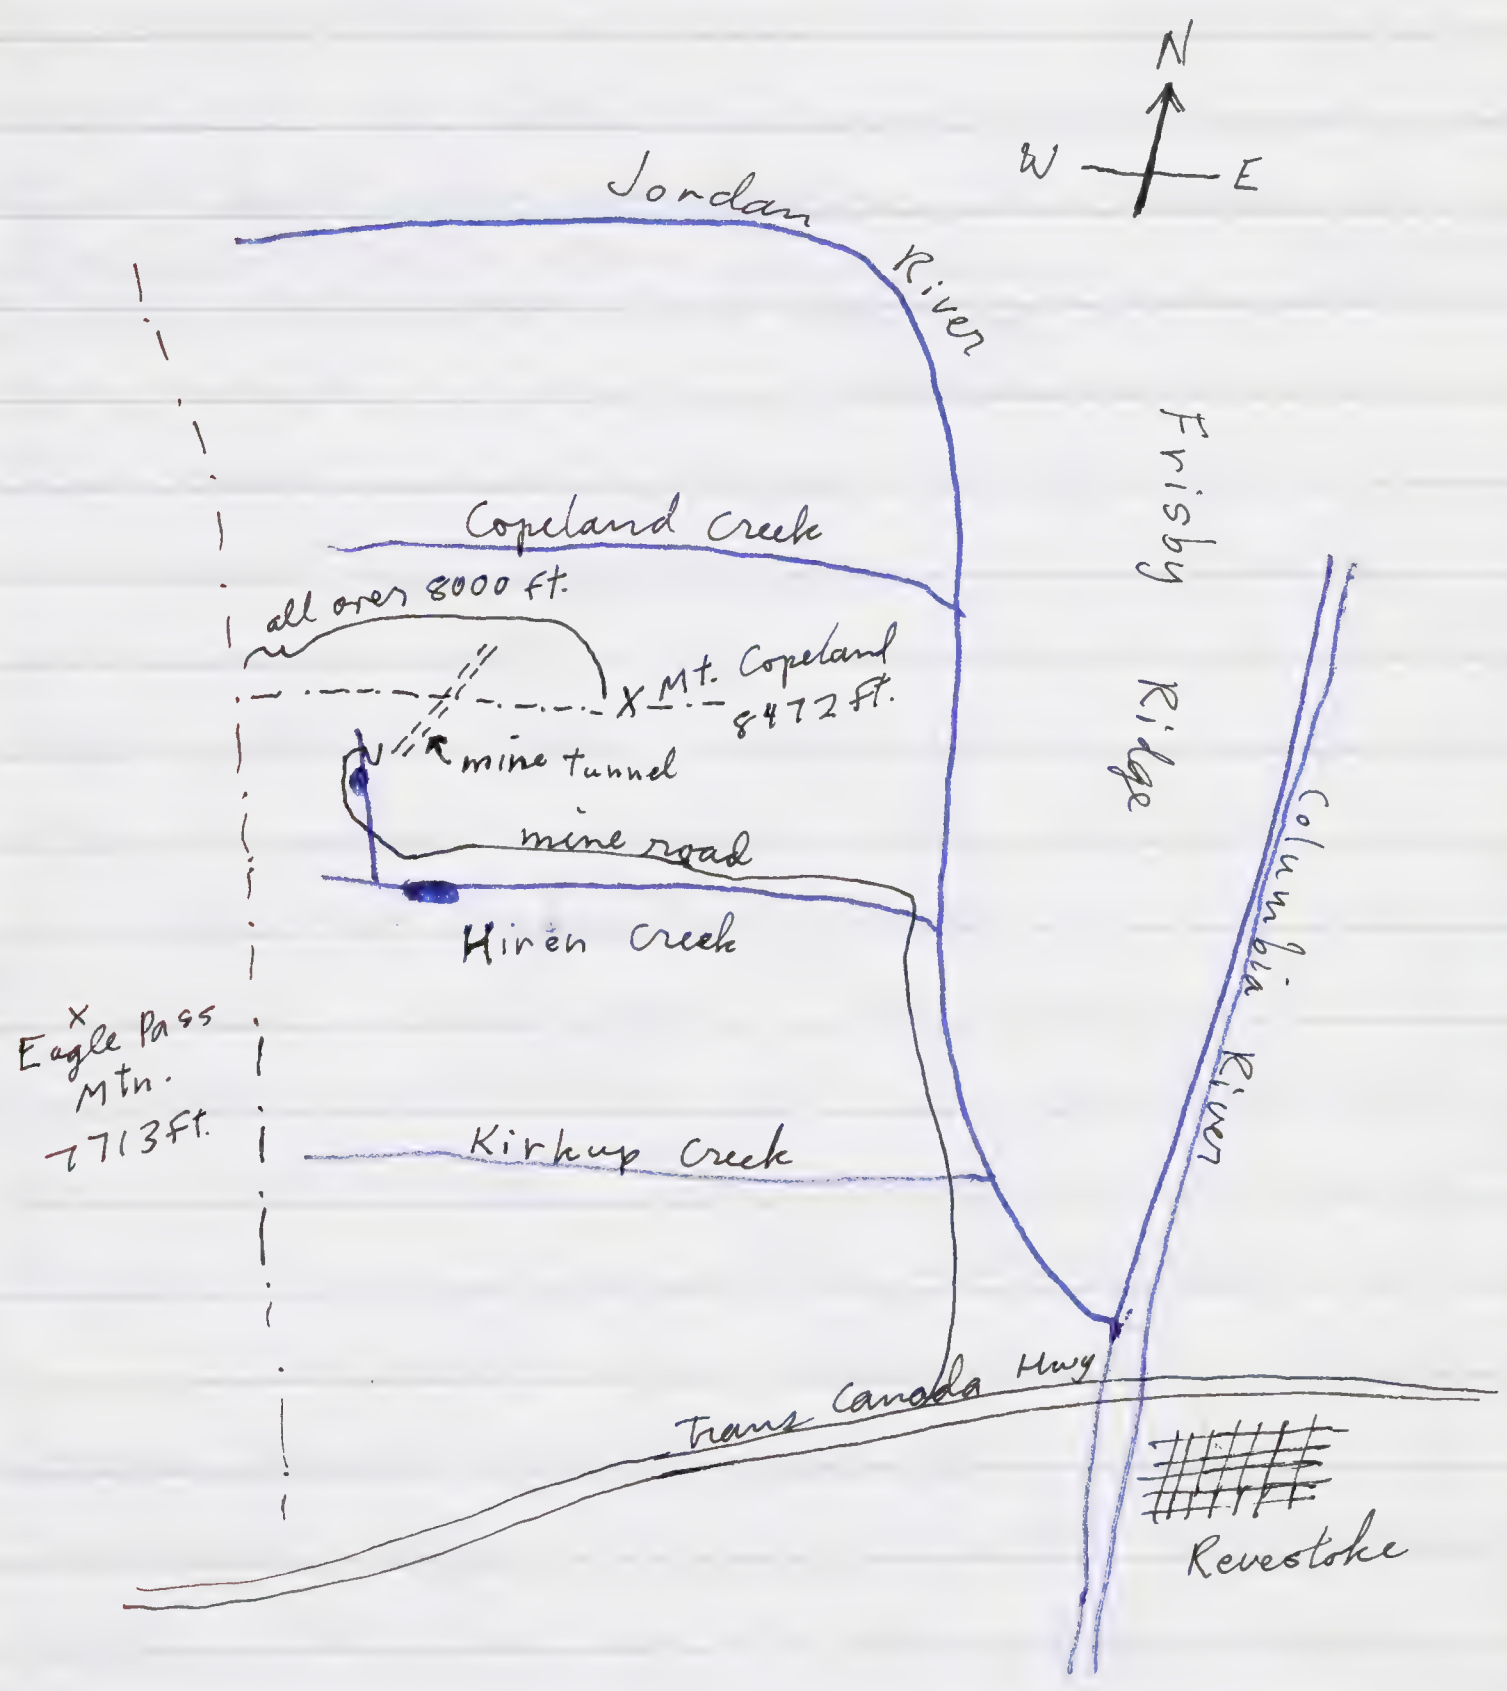 N
W E
Jordan
River
Frisby
Ridge
Copeland Creek
all over 8000 ft.
X Mt. Copeland
8472 ft.
mine tunnel
mine road
Hiren Creek
Columbia River
X
Eagle Pass
Mtn.
7713 ft.
Kirkup Creek
Trans Canada Hwy
Revestoke